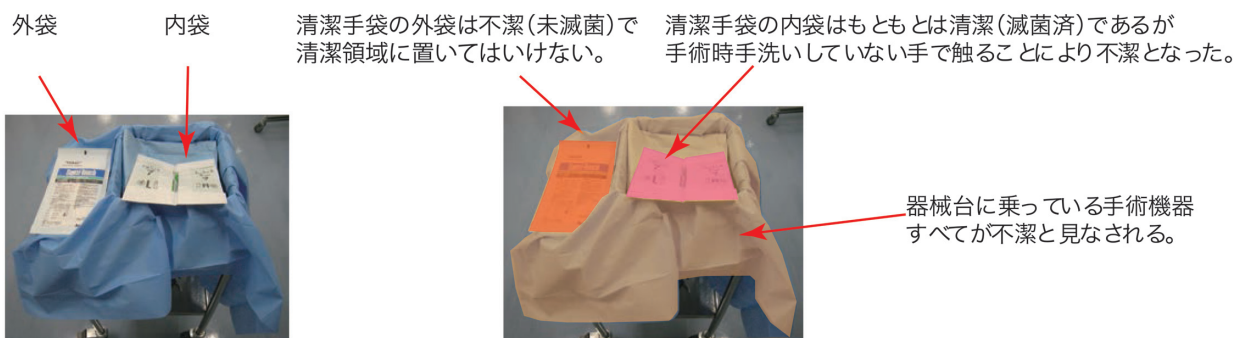 外袋
内袋
清潔手袋の外袋は不潔（未滅菌）で
清潔領域に置いてはいけない。
清潔手袋の内袋はもともとは清潔（滅菌済）であるが
手術時手洗いしていない手で触ることにより不潔となった。
器械台に乗っている手術機器
すべてが不潔と見なされる。